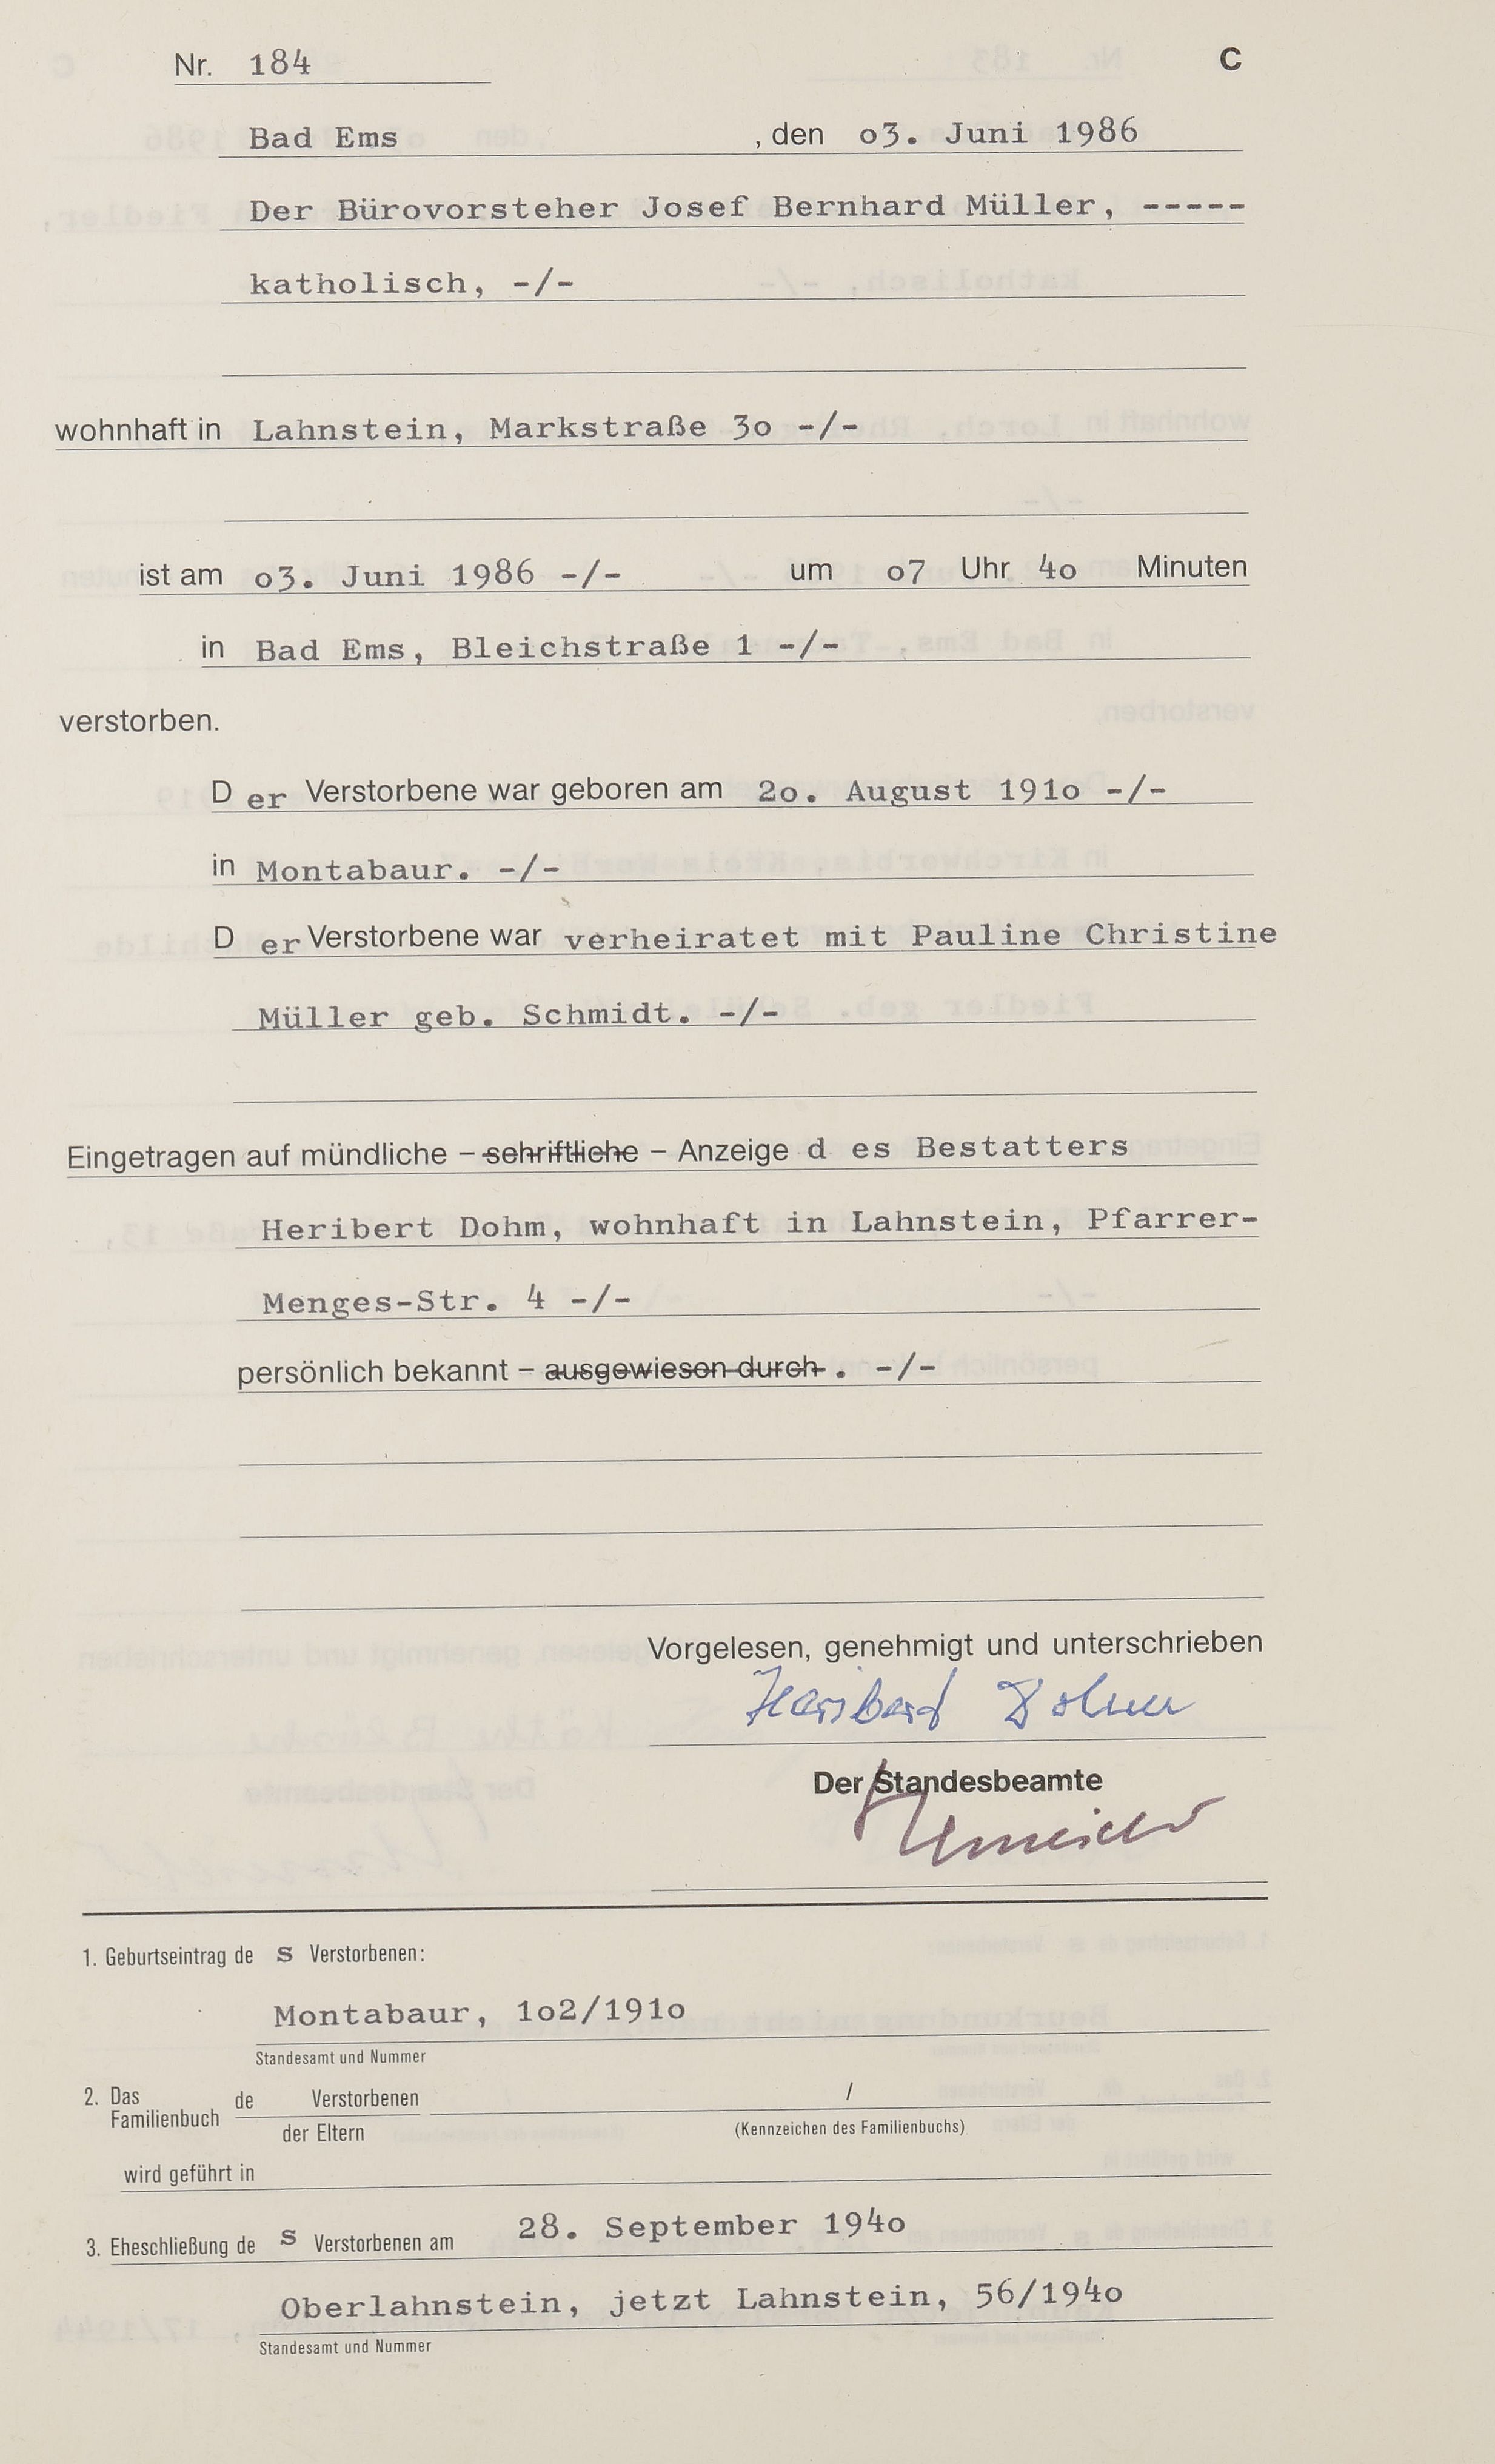 Nr. 184 C
Bad Ems , den o3. Juni 1986
Der Bürovorsteher Josef Bernhard Müller, -----
katholisch, -/-
wohnhaft in Lahnstein, Markstraße 3o -/-
ist am o3. Juni 1986 -/- um o7 Uhr 4o Minuten
in Bad Ems, Bleichstraße 1 -/-
verstorben.
D er Verstorbene war geboren am 2o. August 191o -/-
in Montabaur. -/-
D er Verstorbene war verheiratet mit Pauline Christine
Müller geb. Schmidt. -/-
Eingetragen auf mündliche – schriftliche – Anzeige d es Bestatters
Heribert Dohm, wohnhaft in Lahnstein, Pfarrer-
Menges-Str. 4 -/-
persönlich bekannt – ausgewiesen durch . -/-
Vorgelesen, genehmigt und unterschrieben
Heribert Dohm
Der Standesbeamte
1. Geburtseintrag de s Verstorbenen:
Montabaur, 1o2/191o
Standesamt und Nummer
2. Das Familienbuch de Verstorbenen /
der Eltern (Kennzeichen des Familienbuchs)
wird geführt in
3. Eheschließung de s Verstorbenen am 28. September 194o
Oberlahnstein, jetzt Lahnstein, 56/194o
Standesamt und Nummer